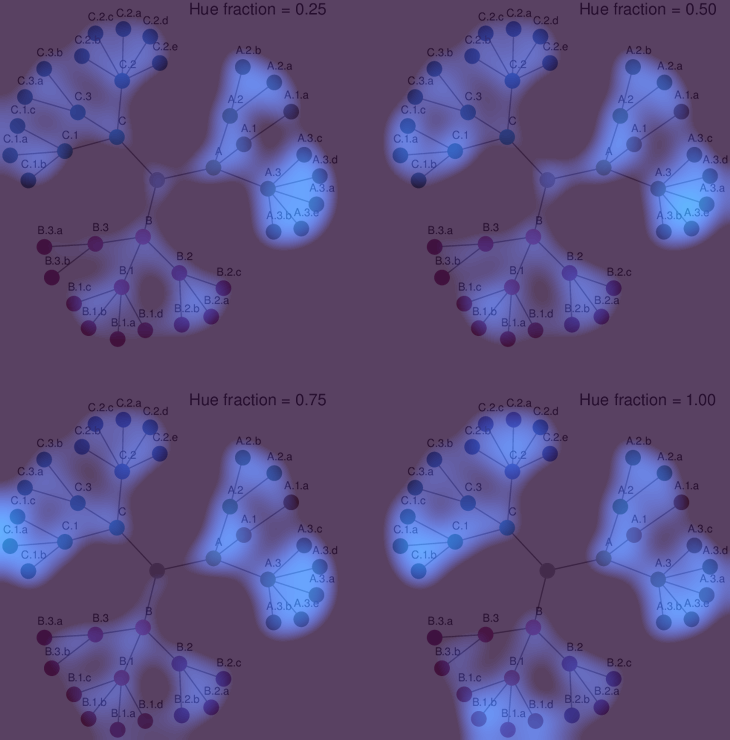 Hue fraction = 0.25
C.2.c
C.2.a
C.2.d
C.2.b
C.2.e
C.3.b
C.2
C.3.a
C.3
C.1.c
C
C.1.a
C.1
C.1.b
A.2.b
A.2.a
A.2
A.1.a
A.1
A.3.c
A
A.3.d
A.3
A.3.a
A.3.b
A.3.e
B
B.3.a
B.3
B.3.b
B.1
B.2
B.2.c
B.1.c
B.2.a
B.2.b
B.1.b
B.1.a
B.1.d
Hue fraction = 0.50
C.2.c
C.2.a
C.2.d
C.2.b
C.2.e
C.3.b
C.2
C.3.a
C.3
C.1.c
C
C.1.a
C.1
C.1.b
A.2.b
A.2.a
A.2
A.1.a
A.1
A.3.c
A
A.3.d
A.3
A.3.a
A.3.b
A.3.e
B
B.3.a
B.3
B.3.b
B.1
B.2
B.2.c
B.1.c
B.2.a
B.2.b
B.1.b
B.1.a
B.1.d
Hue fraction = 0.75
C.2.c
C.2.a
C.2.d
C.2.b
C.2.e
C.3.b
C.2
C.3.a
C.3
C.1.c
C
C.1.a
C.1
C.1.b
A.2.b
A.2.a
A.2
A.1.a
A.1
A.3.c
A
A.3.d
A.3
A.3.a
A.3.b
A.3.e
B
B.3.a
B.3
B.3.b
B.1
B.2
B.2.c
B.1.c
B.2.a
B.2.b
B.1.b
B.1.a
B.1.d
Hue fraction = 1.00
C.2.c
C.2.a
C.2.d
C.2.b
C.2.e
C.3.b
C.2
C.3.a
C.3
C.1.c
C
C.1.a
C.1
C.1.b
A.2.b
A.2.a
A.2
A.1.a
A.1
A.3.c
A
A.3.d
A.3
A.3.a
A.3.b
A.3.e
B
B.3.a
B.3
B.3.b
B.1
B.2
B.2.c
B.1.c
B.2.a
B.2.b
B.1.b
B.1.a
B.1.d